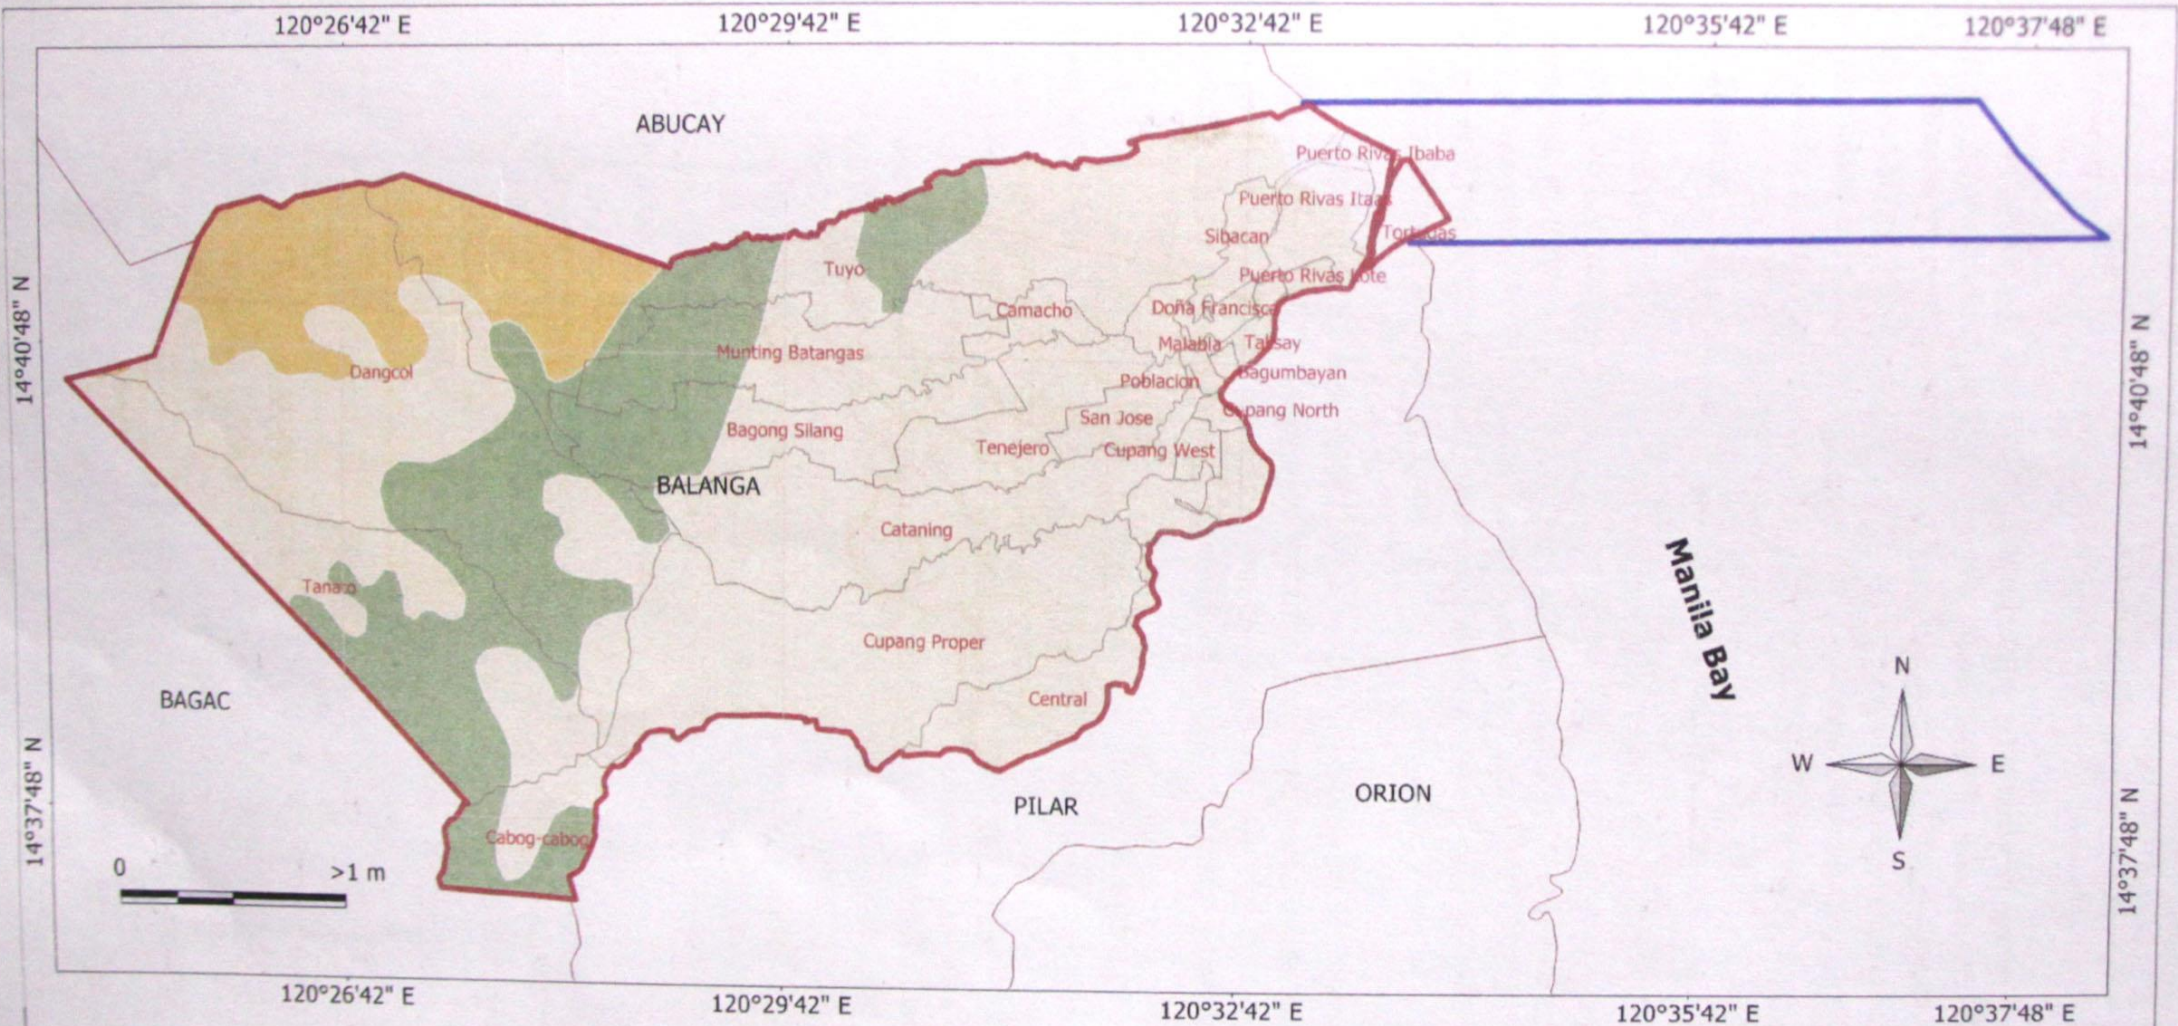 120°26'42" E
120°29'42" E
120°32'42" E
120°35'42" E
120°37'48" E
ABUCAY
Puerto Rivas Ibaba
Puerto Rivas Itaas
Tortugas
Sibacan
Tuyo
Puerto Rivas Lote
Camacho
Doña Francisca
14°40'48" N
14°40'48" N
Munting Batangas
Malabia
Talisay
Dangcol
Poblacion
Bagumbayan
San Jose
Cupang North
Bagong Silang
Tenejero
Cupang West
BALANGA
Cataning
Manila Bay
Tanato
Cupang Proper
BAGAC
Central
N
W
E
S
14°37'48" N
14°37'48" N
PILAR
ORION
Cabog-cabog
0
>1 m
120°26'42" E
120°29'42" E
120°32'42" E
120°35'42" E
120°37'48" E